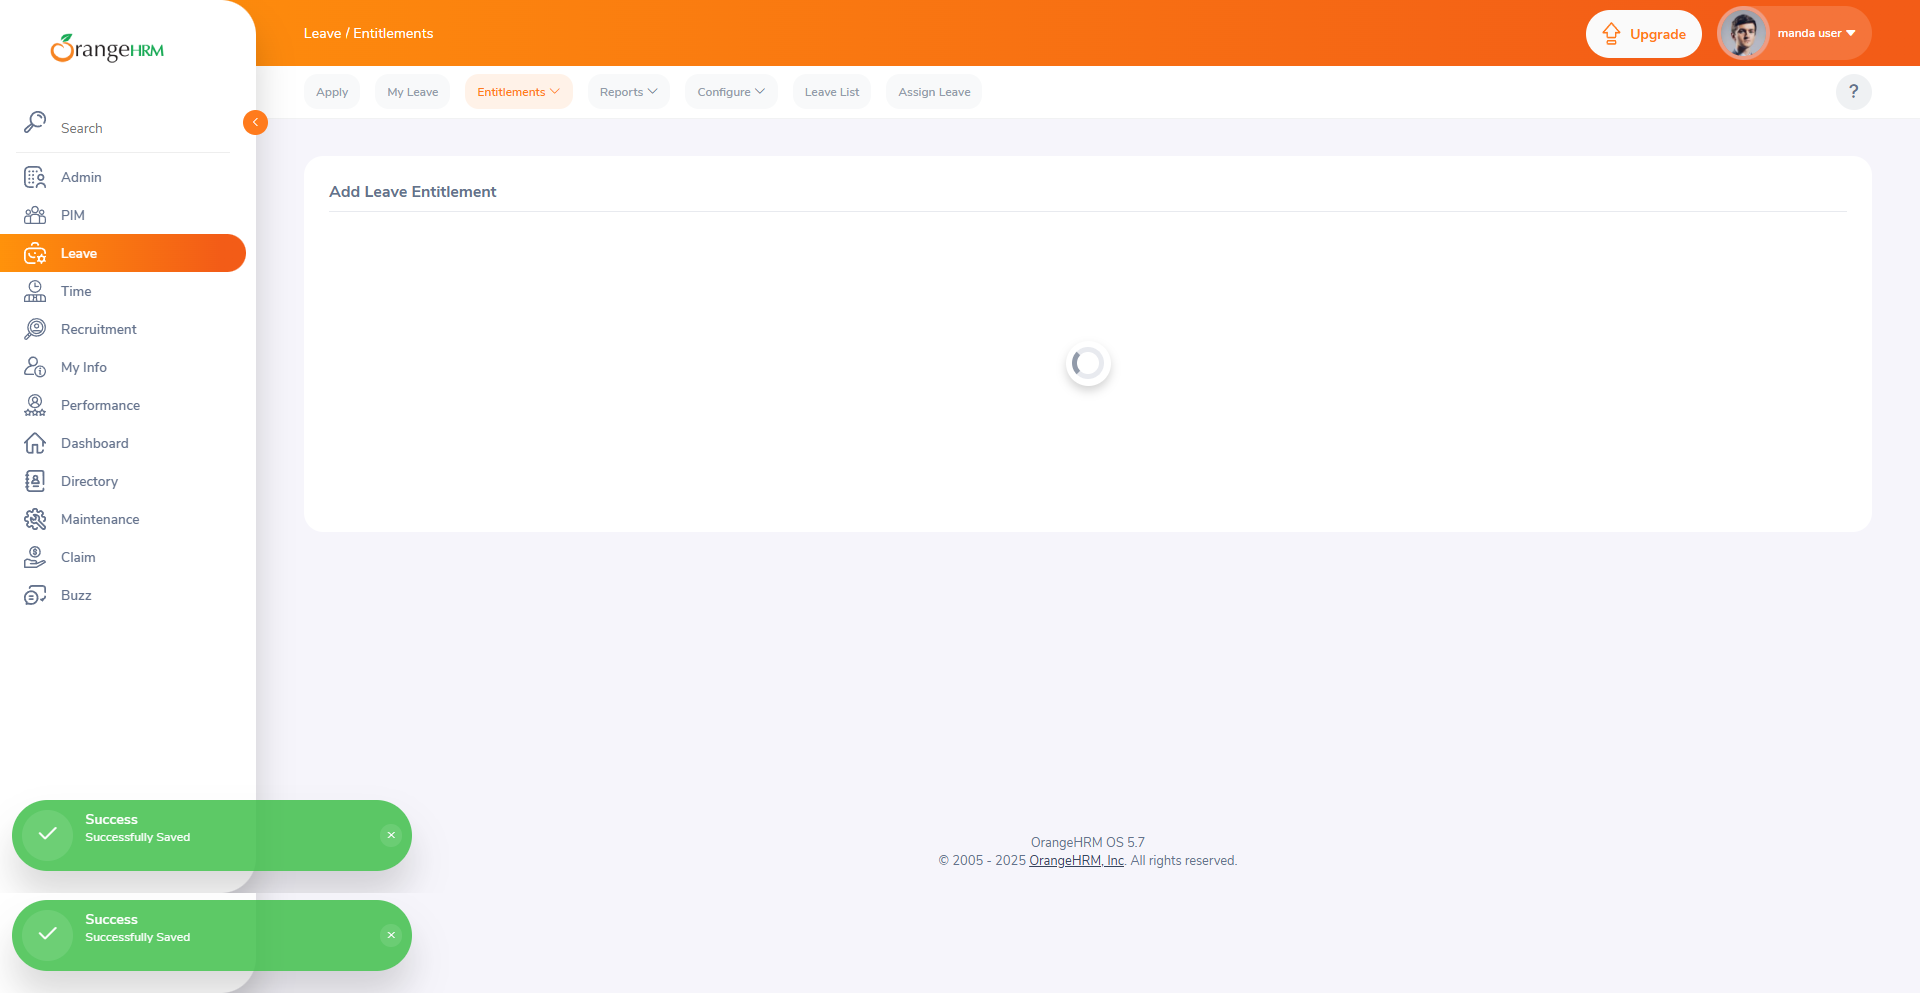 OrangeHRM
Search
Admin
PIM
Leave
Time
Recruitment
My Info
Performance
Dashboard
Directory
Maintenance
Claim
Buzz
Leave / Entitlements
Upgrade
manda user
Apply
My Leave
Entitlements
Reports
Configure
Leave List
Assign Leave
?
Add Leave Entitlement
Success
Successfully Saved
Success
Successfully Saved
OrangeHRM OS 5.7
© 2005 - 2025 OrangeHRM, Inc. All rights reserved.